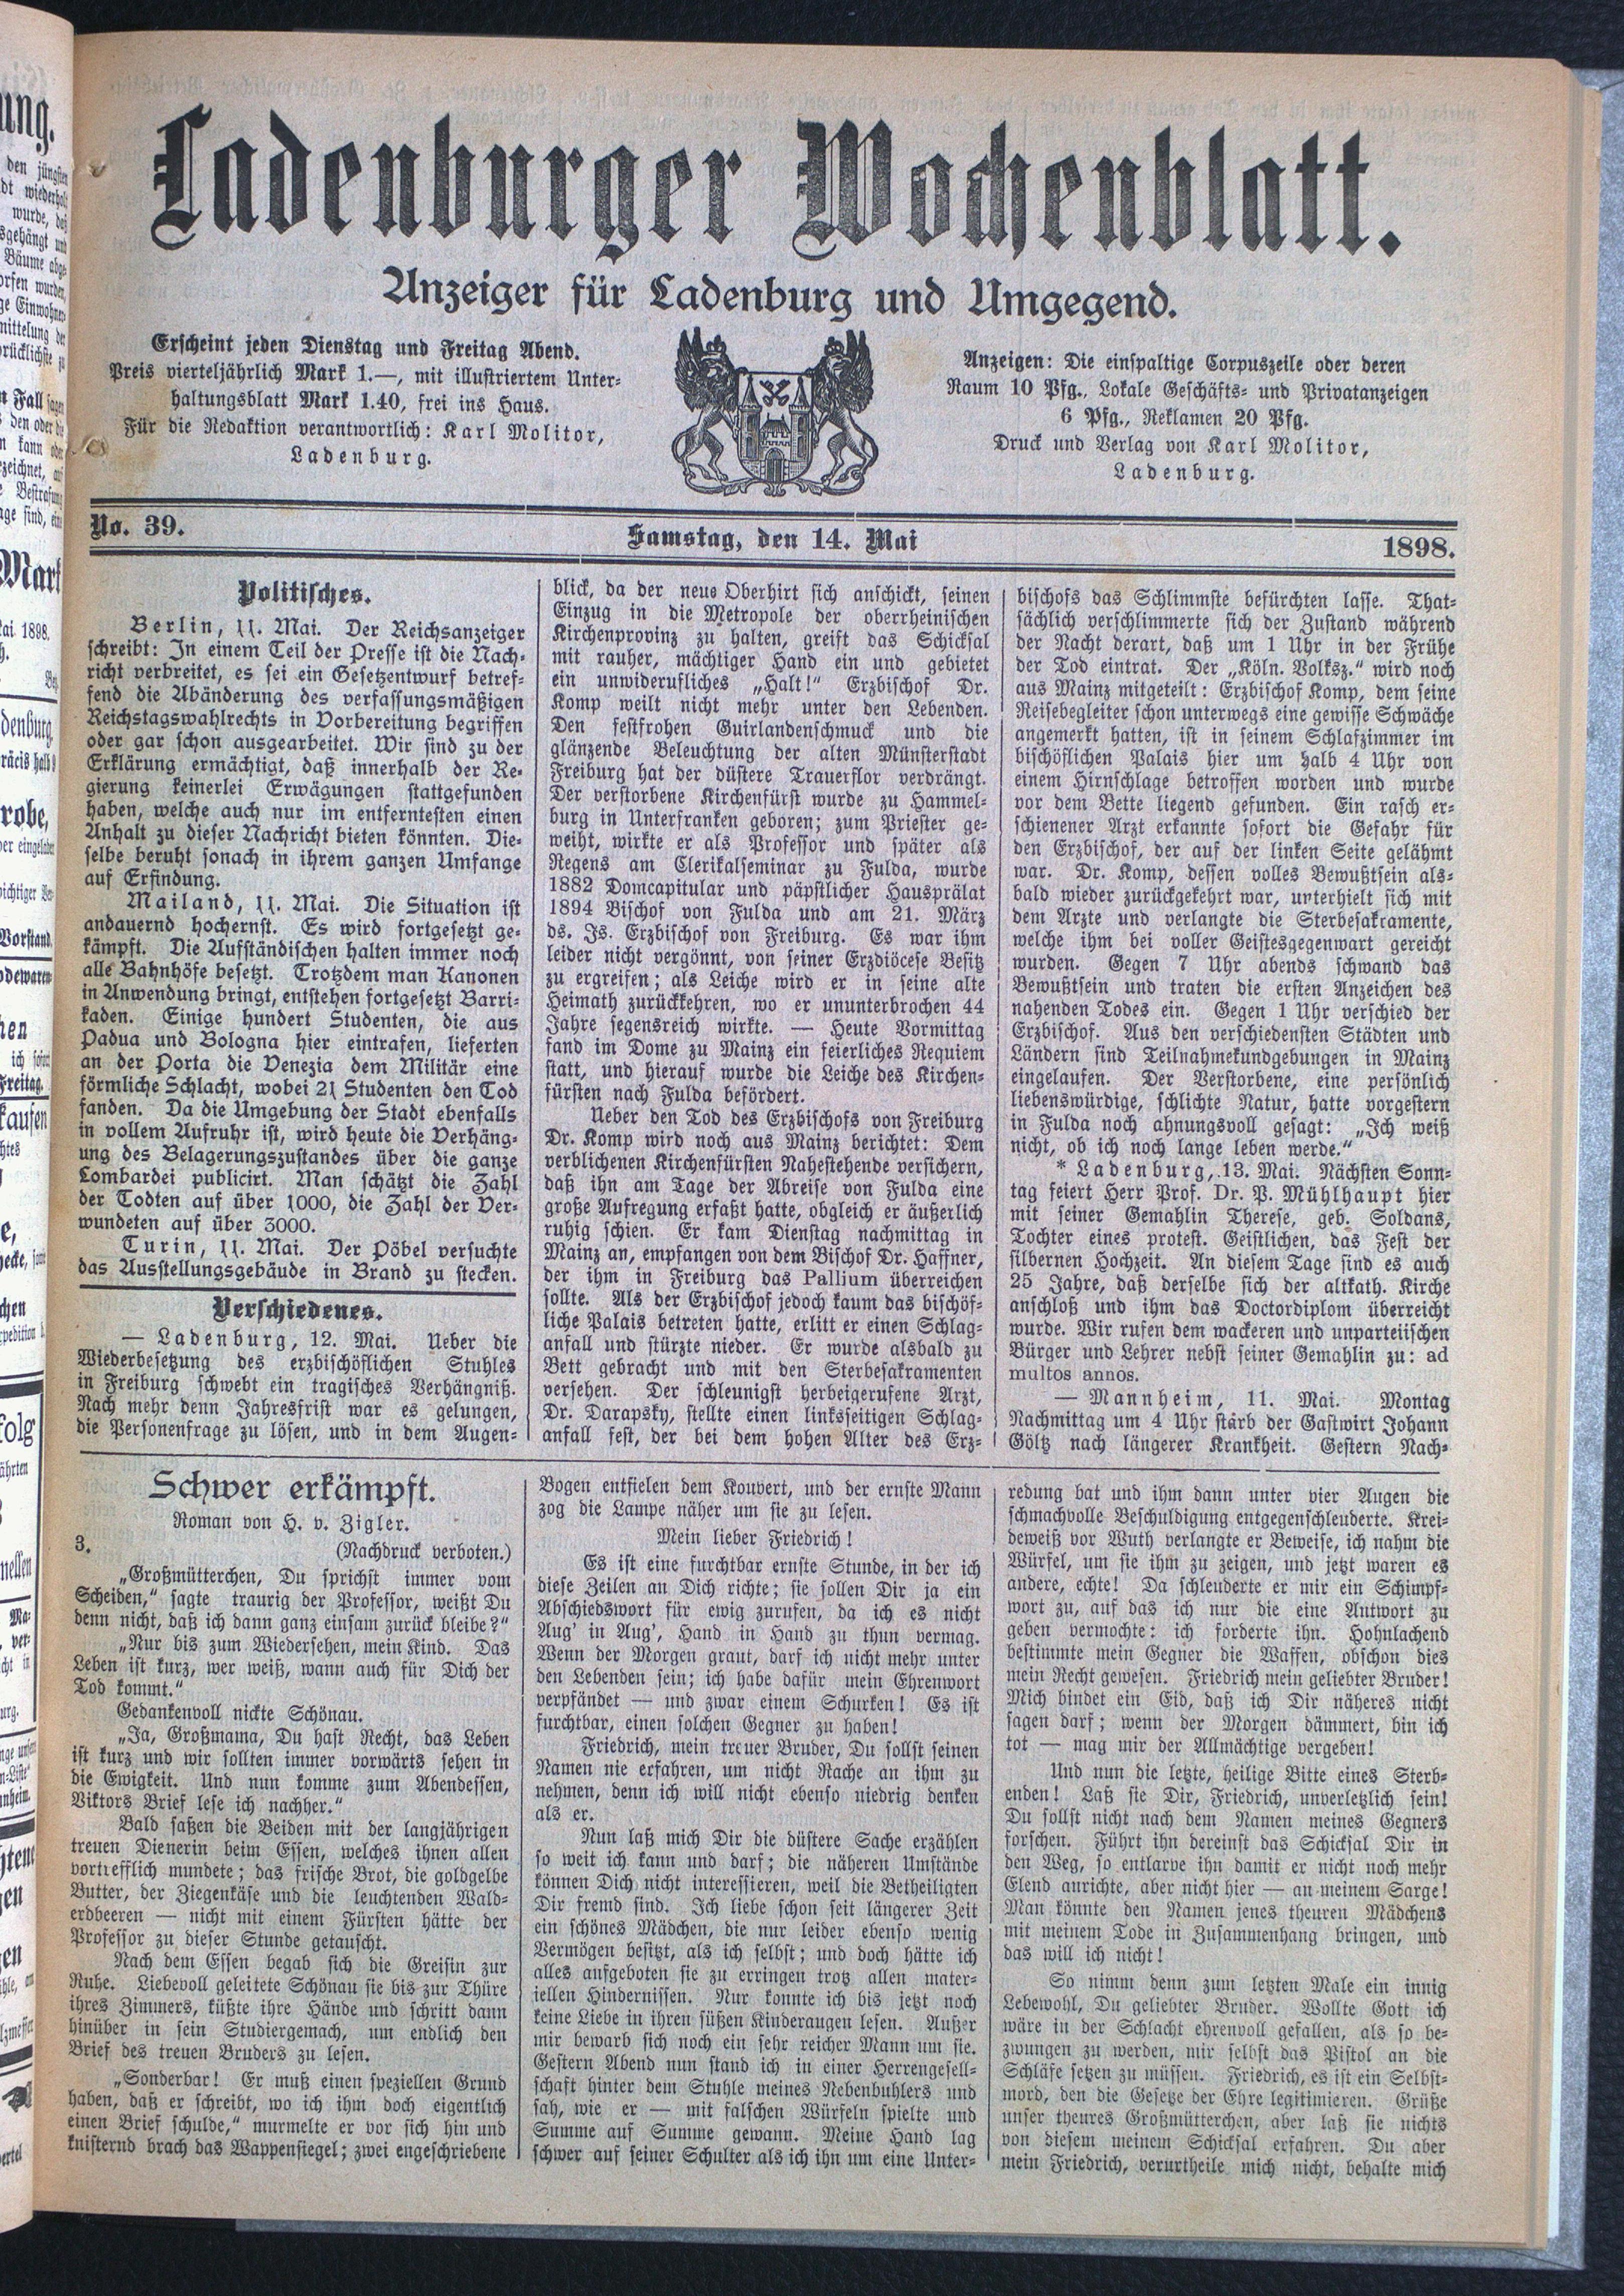 Ladenburger Wochenblatt.
Anzeiger für Ladenburg und Umgegend.
Erscheint jeden Dienstag und Freitag Abend.
Preis vierteljährlich Mark 1.—, mit illustriertem Unter-
haltungsblatt Mark 1.40, frei ins Haus.
Für die Redaktion verantwortlich: Karl Molitor,
Ladenburg.
Anzeigen: Die einspaltige Corpuszeile oder deren
Raum 10 Pfg., Lokale Geschäfts- und Privatanzeigen
6 Pfg., Reklamen 20 Pfg.
Druck und Verlag von Karl Molitor,
Ladenburg.
No. 39.
Samstag, den 14. Mai
1898.
Politisches.
Berlin, 11. Mai. Der Reichsanzeiger
schreibt: In einem Teil der Presse ist die Nach-
richt verbreitet, es sei ein Gesetzentwurf betref-
fend die Abänderung des verfassungsmäßigen
Reichstagswahlrechts in Vorbereitung begriffen
oder gar schon ausgearbeitet. Wir sind zu der
Erklärung ermächtigt, daß innerhalb der Re-
gierung keinerlei Erwägungen stattgefunden
haben, welche auch nur im entferntesten einen
Anhalt zu dieser Nachricht bieten könnten. Die-
selbe beruht sonach in ihrem ganzen Umfange
auf Erfindung.
Mailand, 11. Mai. Die Situation ist
andauernd hochernst. Es wird fortgesetzt ge-
kämpft. Die Aufständischen halten immer noch
alle Bahnhöfe besetzt. Trotzdem man Kanonen
in Anwendung bringt, entstehen fortgesetzt Barri-
kaden. Einige hundert Studenten, die aus
Padua und Bologna hier eintrafen, lieferten
an der Porta die Venezia dem Militär eine
förmliche Schlacht, wobei 21 Studenten den Tod
fanden. Da die Umgebung der Stadt ebenfalls
in vollem Aufruhr ist, wird heute die Verhäng-
ung des Belagerungszustandes über die ganze
Lombardei publicirt. Man schätzt die Zahl
der Todten auf über 1000, die Zahl der Ver-
wundeten auf über 3000.
Turin, 11. Mai. Der Pöbel versuchte
das Ausstellungsgebäude in Brand zu stecken.
Verschiedenes.
— Ladenburg, 12. Mai. Ueber die
Wiederbesetzung des erzbischöflichen Stuhles
in Freiburg schwebt ein tragisches Verhängniß.
Nach mehr denn Jahresfrist war es gelungen,
die Personenfrage zu lösen, und in dem Augen-
blick, da der neue Oberhirt sich anschickt, seinen
Einzug in die Metropole der oberrheinischen
Kirchenprovinz zu halten, greift das Schicksal
mit rauher, mächtiger Hand ein und gebietet
ein unwiderufliches „Halt!“ Erzbischof Dr.
Komp weilt nicht mehr unter den Lebenden.
Den festfrohen Guirlandenschmuck und die
glänzende Beleuchtung der alten Münsterstadt
Freiburg hat der düstere Trauerflor verdrängt.
Der verstorbene Kirchenfürst wurde zu Hammel-
burg in Unterfranken geboren; zum Priester ge-
weiht, wirkte er als Professor und später als
Regens am Clerikalseminar zu Fulda, wurde
1882 Domcapitular und päpstlicher Hausprälat
1894 Bischof von Fulda und am 21. März
ds. Js. Erzbischof von Freiburg. Es war ihm
leider nicht vergönnt, von seiner Erzdiöcese Besitz
zu ergreifen; als Leiche wird er in seine alte
Heimath zurückkehren, wo er ununterbrochen 44
Jahre segensreich wirkte. — Heute Vormittag
fand im Dome zu Mainz ein feierliches Requiem
statt, und hierauf wurde die Leiche des Kirchen-
fürsten nach Fulda befördert.
Ueber den Tod des Erzbischofs von Freiburg
Dr. Komp wird noch aus Mainz berichtet: Dem
verblichenen Kirchenfürsten Nahestehende versichern,
daß ihn am Tage der Abreise von Fulda eine
große Aufregung erfaßt hatte, obgleich er äußerlich
ruhig schien. Er kam Dienstag nachmittag in
Mainz an, empfangen von dem Bischof Dr. Haffner,
der ihm in Freiburg das Pallium überreichen
sollte. Als der Erzbischof jedoch kaum das bischöf-
liche Palais betreten hatte, erlitt er einen Schlag-
anfall und stürzte nieder. Er wurde alsbald zu
Bett gebracht und mit den Sterbesakramenten
versehen. Der schleunigst herbeigerufene Arzt,
Dr. Darapsky, stellte einen linksseitigen Schlag-
anfall fest, der bei dem hohen Alter des Erz-
bischofs das Schlimmste befürchten lasse. That-
sächlich verschlimmerte sich der Zustand während
der Nacht derart, daß um 1 Uhr in der Frühe
der Tod eintrat. Der „Köln. Volksz.“ wird noch
aus Mainz mitgeteilt: Erzbischof Komp, dem seine
Reisebegleiter schon unterwegs eine gewisse Schwäche
angemerkt hatten, ist in seinem Schlafzimmer im
bischöflichen Palais hier um halb 4 Uhr von
einem Hirnschlage betroffen worden und wurde
vor dem Bette liegend gefunden. Ein rasch er-
schienener Arzt erkannte sofort die Gefahr für
den Erzbischof, der auf der linken Seite gelähmt
war. Dr. Komp, dessen volles Bewußtsein als-
bald wieder zurückgekehrt war, unterhielt sich mit
dem Arzte und verlangte die Sterbesakramente,
welche ihm bei voller Geistesgegenwart gereicht
wurden. Gegen 7 Uhr abends schwand das
Bewußtsein und traten die ersten Anzeichen des
nahenden Todes ein. Gegen 1 Uhr verschied der
Erzbischof. Aus den verschiedensten Städten und
Ländern sind Teilnahmekundgebungen in Mainz
eingelaufen. Der Verstorbene, eine persönlich
liebenswürdige, schlichte Natur, hatte vorgestern
in Fulda noch ahnungsvoll gesagt: „Ich weiß
nicht, ob ich noch lange leben werde.“
* Ladenburg, 13. Mai. Nächsten Sonn-
tag feiert Herr Prof. Dr. P. Mühlhaupt hier
mit seiner Gemahlin Therese, geb. Soldans,
Tochter eines protest. Geistlichen, das Fest der
silbernen Hochzeit. An diesem Tage sind es auch
25 Jahre, daß derselbe sich der altkath. Kirche
anschloß und ihm das Doctordiplom überreicht
wurde. Wir rufen dem wackeren und unparteiischen
Bürger und Lehrer nebst seiner Gemahlin zu: ad
multos annos.
— Mannheim, 11. Mai. Montag
Nachmittag um 4 Uhr starb der Gastwirt Johann
Göltz nach längerer Krankheit. Gestern Nach-
Schwer erkämpft.
Roman von H. v. Zigler.
3.
(Nachdruck verboten.)
„Großmütterchen, Du sprichst immer vom
Scheiden,“ sagte traurig der Professor, weißt Du
denn nicht, daß ich dann ganz einsam zurück bleibe?“
„Nur bis zum Wiedersehen, mein Kind. Das
Leben ist kurz, wer weiß, wann auch für Dich der
Tod kommt.“
Gedankenvoll nickte Schönau.
„Ja, Großmama, Du hast Recht, das Leben
ist kurz und wir sollten immer vorwärts sehen in
die Ewigkeit. Und nun komme zum Abendessen,
Viktors Brief lese ich nachher.“
Bald saßen die Beiden mit der langjährigen
treuen Dienerin beim Essen, welches ihnen allen
vortrefflich mundete; das frische Brot, die goldgelbe
Butter, der Ziegenkäse und die leuchtenden Wald-
erdbeeren — nicht mit einem Fürsten hätte der
Professor zu dieser Stunde getauscht.
Nach dem Essen begab sich die Greisin zur
Ruhe. Liebevoll geleitete Schönau sie bis zur Thüre
ihres Zimmers, küßte ihre Hände und schritt dann
hinüber in sein Studiergemach, um endlich den
Brief des treuen Bruders zu lesen.
„Sonderbar! Er muß einen speziellen Grund
haben, daß er schreibt, wo ich ihm doch eigentlich
einen Brief schulde,“ murmelte er vor sich hin und
knisternd brach das Wappensiegel; zwei engeschriebene
Bogen entfielen dem Kouvert, und der ernste Mann
zog die Lampe näher um sie zu lesen.
Mein lieber Friedrich!
Es ist eine furchtbar ernste Stunde, in der ich
diese Zeilen an Dich richte; sie sollen Dir ja ein
Abschiedswort für ewig zurufen, da ich es nicht
Aug' in Aug', Hand in Hand zu thun vermag.
Wenn der Morgen graut, darf ich nicht mehr unter
den Lebenden sein; ich habe dafür mein Ehrenwort
verpfändet — und zwar einem Schurken! Es ist
furchtbar, einen solchen Gegner zu haben!
Friedrich, mein treuer Bruder, Du sollst seinen
Namen nie erfahren, um nicht Rache an ihm zu
nehmen, denn ich will nicht ebenso niedrig denken
als er.
Nun laß mich Dir die düstere Sache erzählen
so weit ich kann und darf; die näheren Umstände
können Dich nicht interessieren, weil die Betheiligten
Dir fremd sind. Ich liebe schon seit längerer Zeit
ein schönes Mädchen, die nur leider ebenso wenig
Vermögen besitzt, als ich selbst; und doch hätte ich
alles aufgeboten sie zu erringen trotz allen mater-
iellen Hindernissen. Nur konnte ich bis jetzt noch
keine Liebe in ihren süßen Kinderaugen lesen. Außer
mir bewarb sich noch ein sehr reicher Mann um sie.
Gestern Abend nun stand ich in einer Herrengesell-
schaft hinter dem Stuhle meines Nebenbuhlers und
sah, wie er — mit falschen Würfeln spielte und
Summe auf Summe gewann. Meine Hand lag
schwer auf seiner Schulter als ich ihn um eine Unter-
redung bat und ihm dann unter vier Augen die
schmachvolle Beschuldigung entgegenschleuderte. Krei-
deweiß vor Wuth verlangte er Beweise, ich nahm die
Würfel, um sie ihm zu zeigen, und jetzt waren es
andere, echte! Da schleuderte er mir ein Schimpf-
wort zu, auf das ich nur die eine Antwort zu
geben vermochte: ich forderte ihn. Hohnlachend
bestimmte mein Gegner die Waffen, obschon dies
mein Recht gewesen. Friedrich mein geliebter Bruder!
Mich bindet ein Eid, daß ich Dir näheres nicht
sagen darf; wenn der Morgen dämmert, bin ich
tot — mag mir der Allmächtige vergeben!
Und nun die letzte, heilige Bitte eines Sterb-
enden! Laß sie Dir, Friedrich, unverletzlich sein!
Du sollst nicht nach dem Namen meines Gegners
forschen. Führt ihn dereinst das Schicksal Dir in
den Weg, so entlarve ihn damit er nicht noch mehr
Elend anrichte, aber nicht hier — an meinem Sarge!
Man könnte den Namen jenes theuren Mädchens
mit meinem Tode in Zusammenhang bringen, und
das will ich nicht!
So nimm denn zum letzten Male ein innig
Lebewohl, Du geliebter Bruder. Wollte Gott ich
wäre in der Schlacht ehrenvoll gefallen, als so be-
zwungen zu werden, mir selbst das Pistol an die
Schläfe setzen zu müssen. Friedrich, es ist ein Selbst-
mord, den die Gesetze der Ehre legitimieren. Grüße
unser theures Großmütterchen, aber laß sie nichts
von diesem meinem Schicksal erfahren. Du aber
mein Friedrich, verurtheile mich nicht, behalte mich